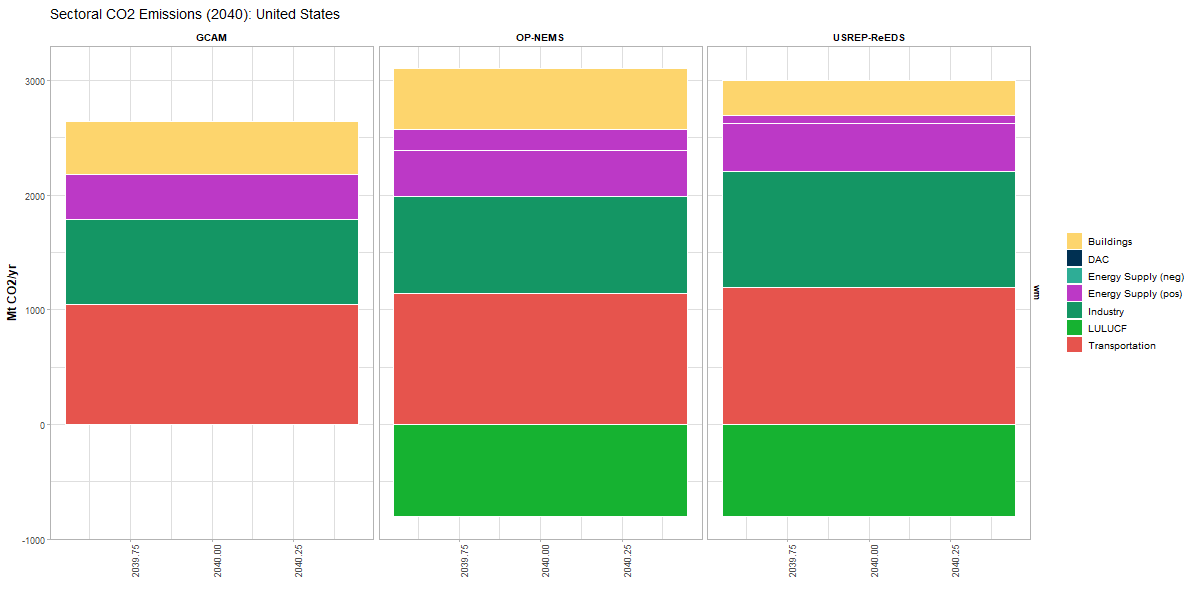 Sectoral CO2 Emissions (2040): United States
GCAM
OP-NEMS
USREP-ReEDS
Mt CO2/yr
3000
2000
1000
0
-1000
2039.75
2040.00
2040.25
2039.75
2040.00
2040.25
2039.75
2040.00
2040.25
wm
Buildings
DAC
Energy Supply (neg)
Energy Supply (pos)
Industry
LULUCF
Transportation